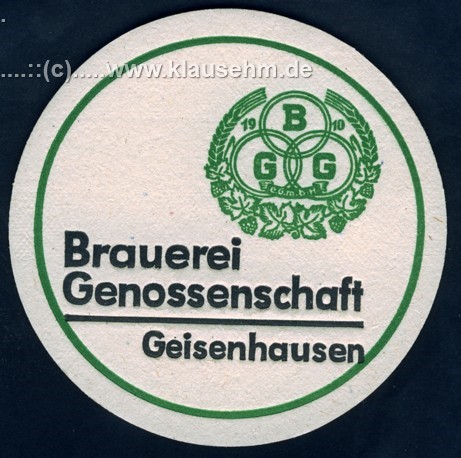 .....::(c).....www.klausehm.de
19 B 10
G G
e.G.m.b.H.
Brauerei
Genossenschaft
Geisenhausen